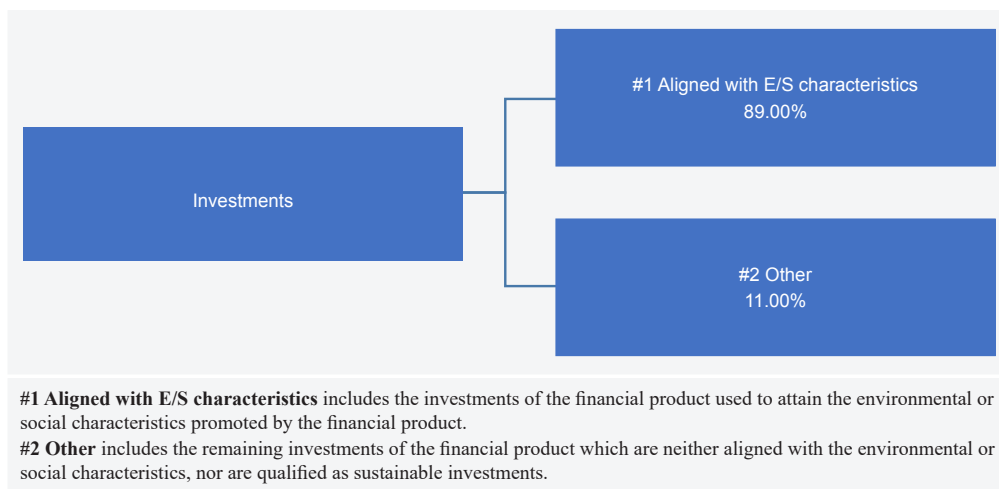 #1 Aligned with E/S characteristics
89.00%
Investments
#2 Other
11.00%
#1 Aligned with E/S characteristics includes the investments of the financial product used to attain the environmental or
social characteristics promoted by the financial product.
#2 Other includes the remaining investments of the financial product which are neither aligned with the environmental or
social characteristics, nor are qualified as sustainable investments.